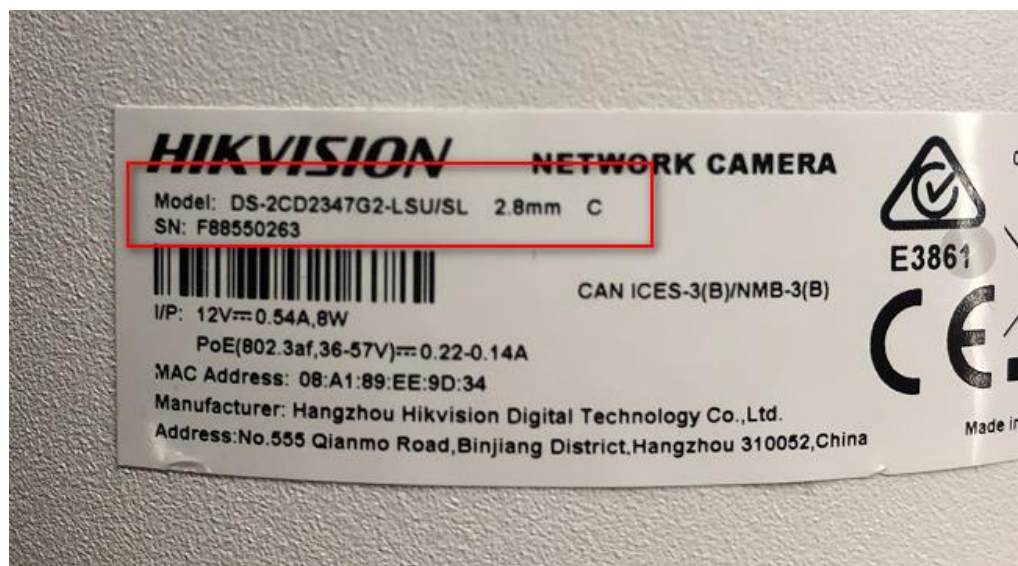 HIKVISION
NETWORK CAMERA
Model: DS-2CD2347G2-LSU/SL 2.8mm C
SN: F88550263
E3861
CAN ICES-3(B)/NMB-3(B)
I/P: 12V⎓0.54A,8W
PoE(802.3af,36-57V)⎓0.22-0.14A
MAC Address: 08:A1:89:EE:9D:34
CE
Manufacturer: Hangzhou Hikvision Digital Technology Co.,Ltd.
Address:No.555 Qianmo Road,Binjiang District,Hangzhou 310052,China
Made in